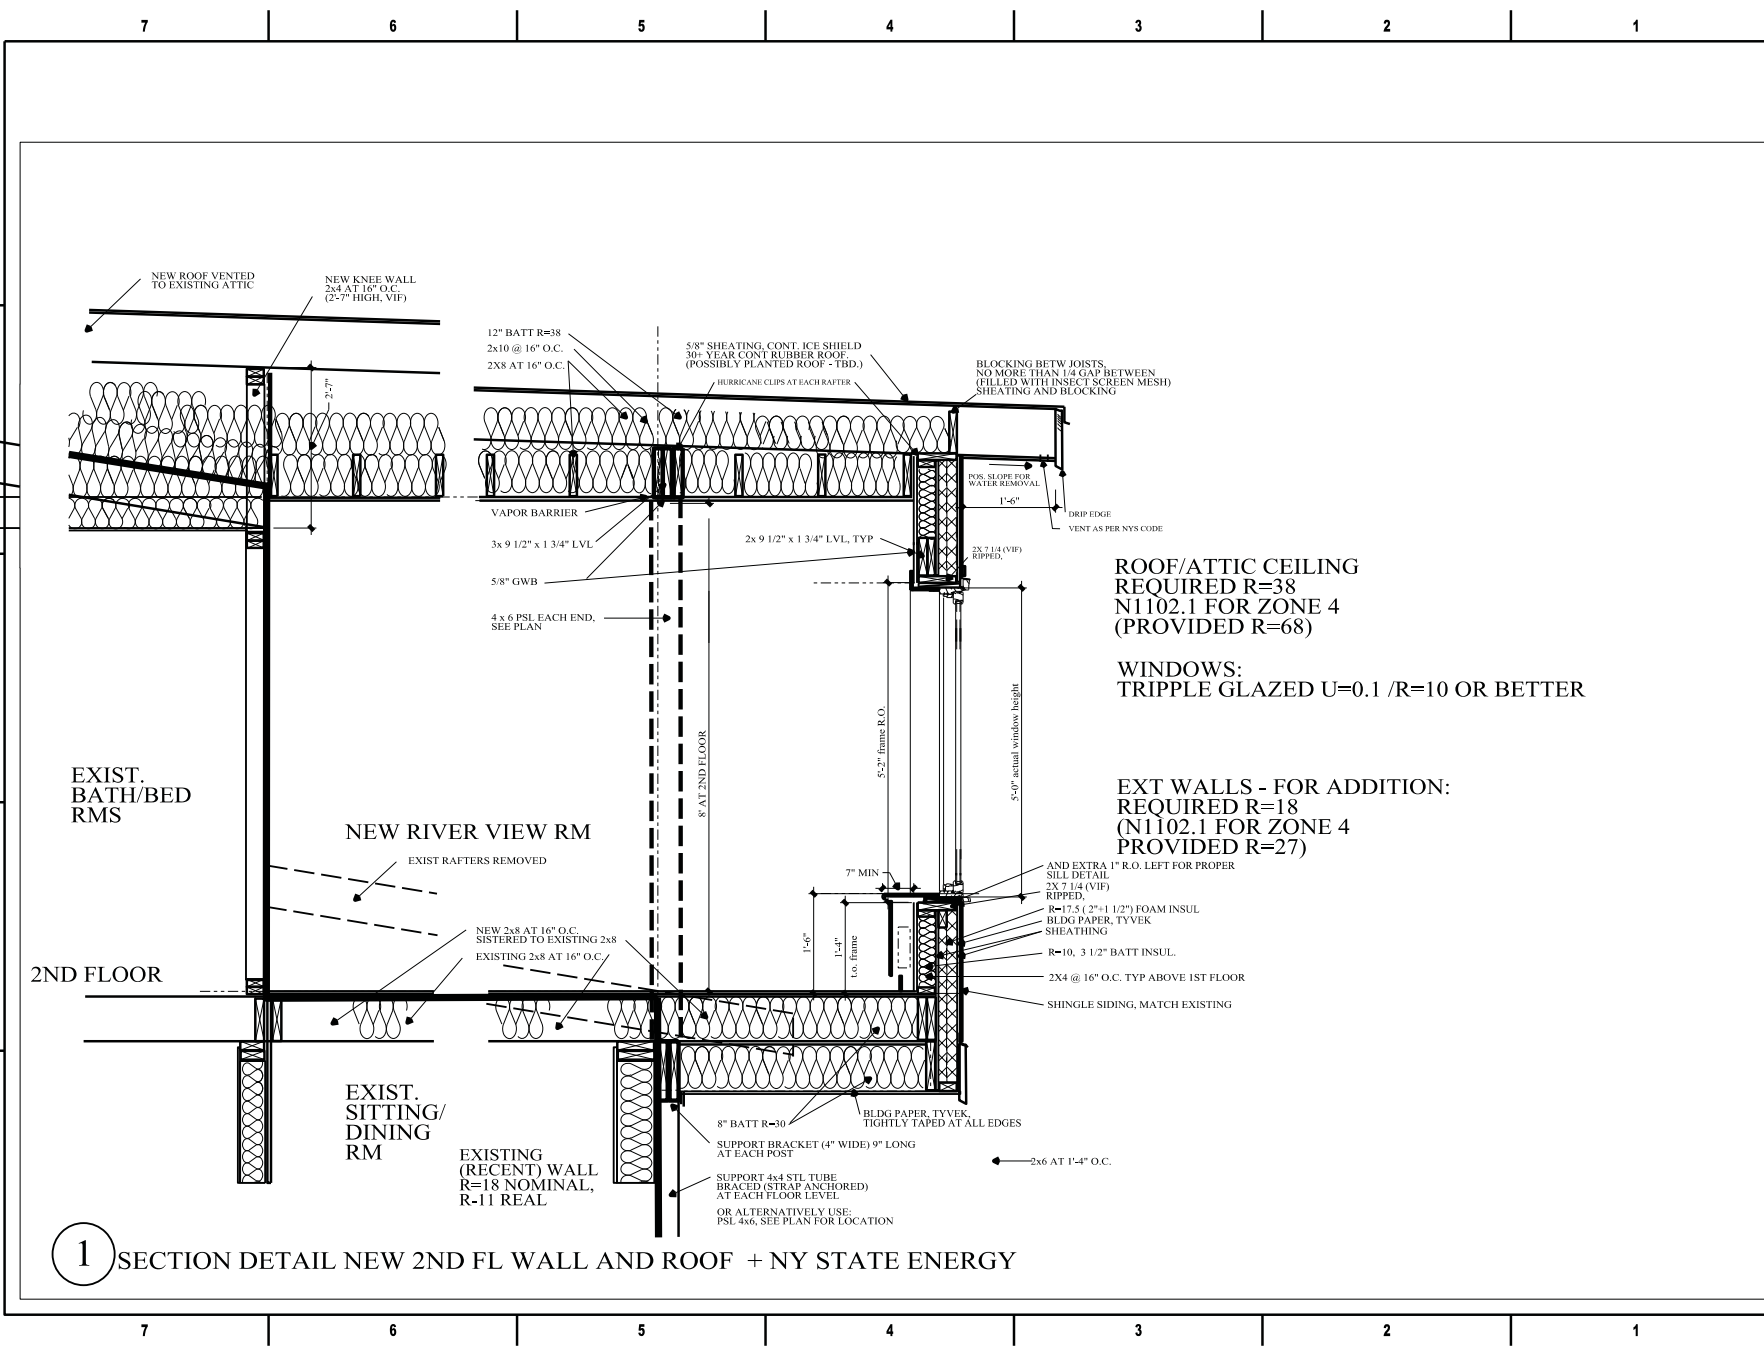 7 6 5 4 3 2 1
NEW ROOF VENTED
TO EXISTING ATTIC
NEW KNEE WALL
2x4 AT 16" O.C.
(2'-7" HIGH, VIF)
2'-7"
12" BATT R=38
2x10 @ 16" O.C.
2X8 AT 16" O.C.
5/8" SHEATING, CONT. ICE SHIELD
30+ YEAR CONT RUBBER ROOF.
(POSSIBLY PLANTED ROOF - TBD.)
HURRICANE CLIPS AT EACH RAFTER
BLOCKING BETW JOISTS,
NO MORE THAN 1/4 GAP BETWEEN
(FILLED WITH INSECT SCREEN MESH)
SHEATING AND BLOCKING
POS. SLOPE FOR
WATER REMOVAL
1'-6"
DRIP EDGE
VENT AS PER NYS CODE
VAPOR BARRIER
3x 9 1/2" x 1 3/4" LVL
2x 9 1/2" x 1 3/4" LVL, TYP
2X 7 1/4 (VIF)
RIPPED,
5/8" GWB
4 x 6 PSL EACH END,
SEE PLAN
ROOF/ATTIC CEILING
REQUIRED R=38
N1102.1 FOR ZONE 4
(PROVIDED R=68)
WINDOWS:
TRIPPLE GLAZED U=0.1 /R=10 OR BETTER
8' AT 2ND FLOOR
5'-2" frame R.O.
5'-0" actual window height
EXIST.
BATH/BED
RMS
NEW RIVER VIEW RM
EXIST RAFTERS REMOVED
EXT WALLS - FOR ADDITION:
REQUIRED R=18
(N1102.1 FOR ZONE 4
PROVIDED R=27)
7" MIN
AND EXTRA 1" R.O. LEFT FOR PROPER
SILL DETAIL
2X 7 1/4 (VIF)
RIPPED,
R=17.5 ( 2"+1 1/2") FOAM INSUL
BLDG PAPER, TYVEK
SHEATHING
R=10, 3 1/2" BATT INSUL.
2X4 @ 16" O.C. TYP ABOVE 1ST FLOOR
SHINGLE SIDING, MATCH EXISTING
1'-6"
1'-4"
t.o. frame
NEW 2x8 AT 16" O.C.
SISTERED TO EXISTING 2x8
EXISTING 2x8 AT 16" O.C.
2ND FLOOR
EXIST.
SITTING/
DINING
RM
8" BATT R=30
BLDG PAPER, TYVEK,
TIGHTLY TAPED AT ALL EDGES
SUPPORT BRACKET (4" WIDE) 9" LONG
AT EACH POST
EXISTING
(RECENT) WALL
R=18 NOMINAL,
R-11 REAL
2x6 AT 1'-4" O.C.
SUPPORT 4x4 STL TUBE
BRACED (STRAP ANCHORED)
AT EACH FLOOR LEVEL
OR ALTERNATIVELY USE:
PSL 4x6, SEE PLAN FOR LOCATION
1 SECTION DETAIL NEW 2ND FL WALL AND ROOF + NY STATE ENERGY
7 6 5 4 3 2 1